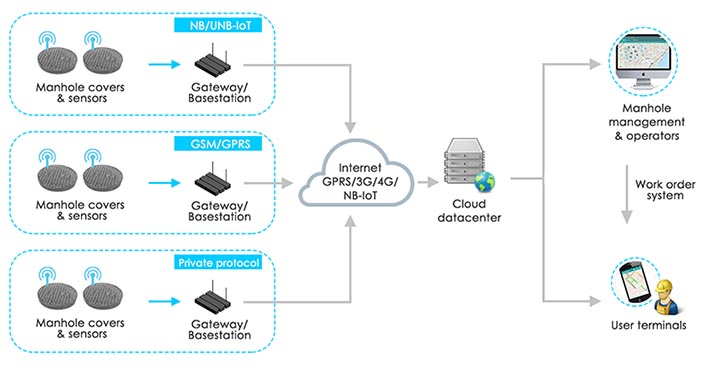 NB/UNB-IoT
Manhole covers
& sensors
Gateway/
Basestation
GSM/GPRS
Manhole covers
& sensors
Gateway/
Basestation
Private protocol
Manhole covers
& sensors
Gateway/
Basestation
Internet
GPRS/3G/4G/
NB-IoT
Cloud
datacenter
Manhole
management
& operators
Work order
system
User terminals